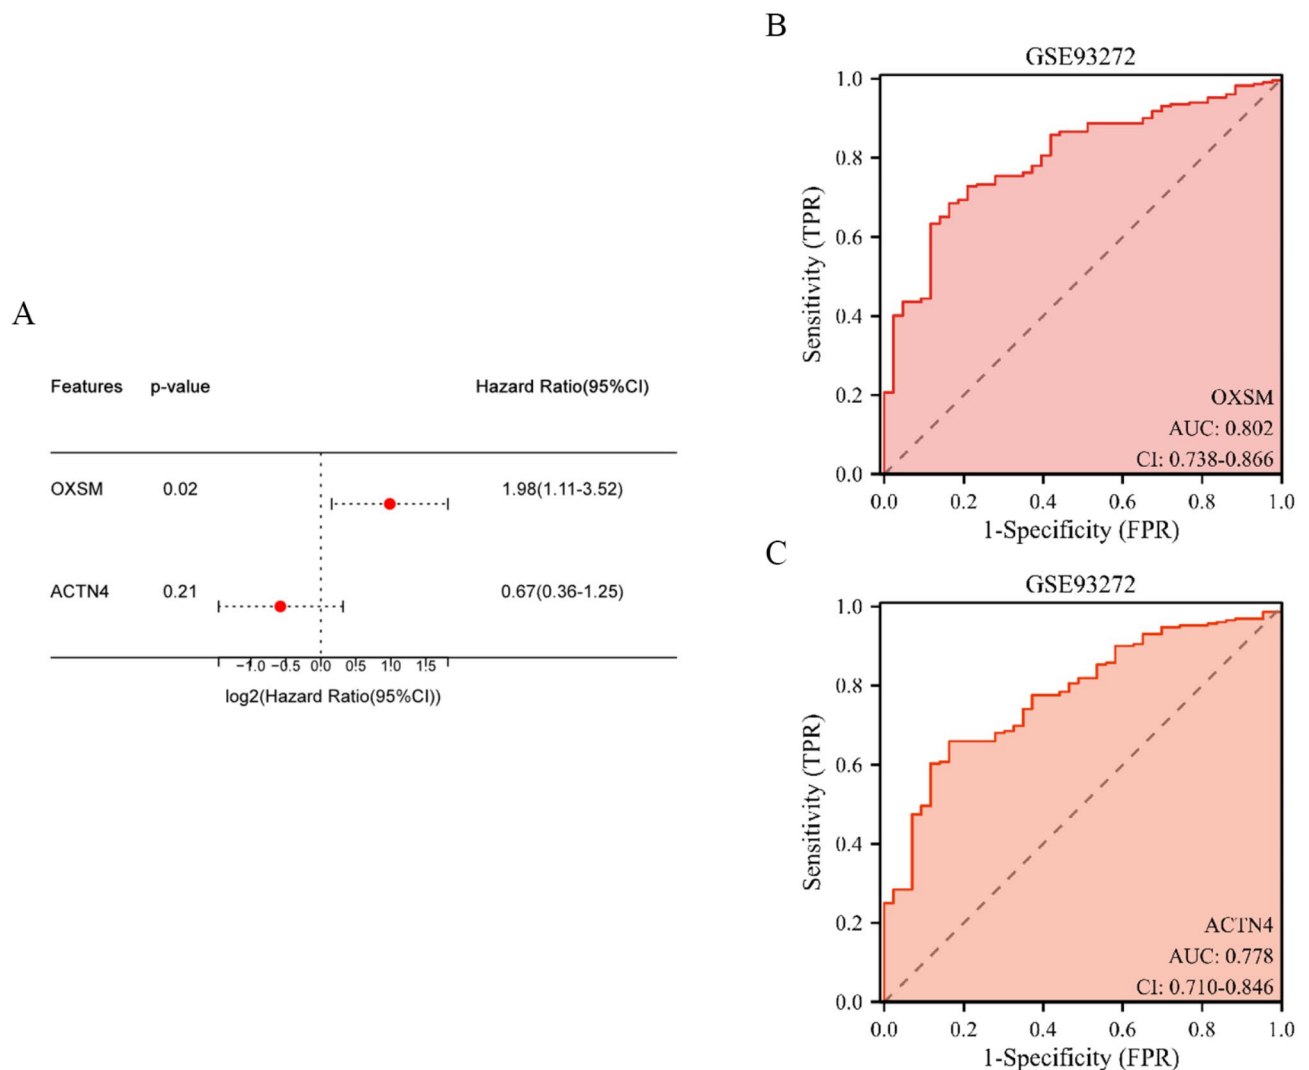 A
Features p-value Hazard Ratio(95%CI)
OXSM 0.02 1.98(1.11-3.52)
ACTN4 0.21 0.67(0.36-1.25)
−1.0 −0.5 0.0 0.5 1.0 1.5
log2(Hazard Ratio(95%CI))
B
GSE93272
Sensitivity (TPR)
1.0
0.8
0.6
0.4
0.2
0.0
OXSM
AUC: 0.802
CI: 0.738-0.866
0.0 0.2 0.4 0.6 0.8 1.0
1-Specificity (FPR)
C
GSE93272
Sensitivity (TPR)
1.0
0.8
0.6
0.4
0.2
0.0
ACTN4
AUC: 0.778
CI: 0.710-0.846
0.0 0.2 0.4 0.6 0.8 1.0
1-Specificity (FPR)